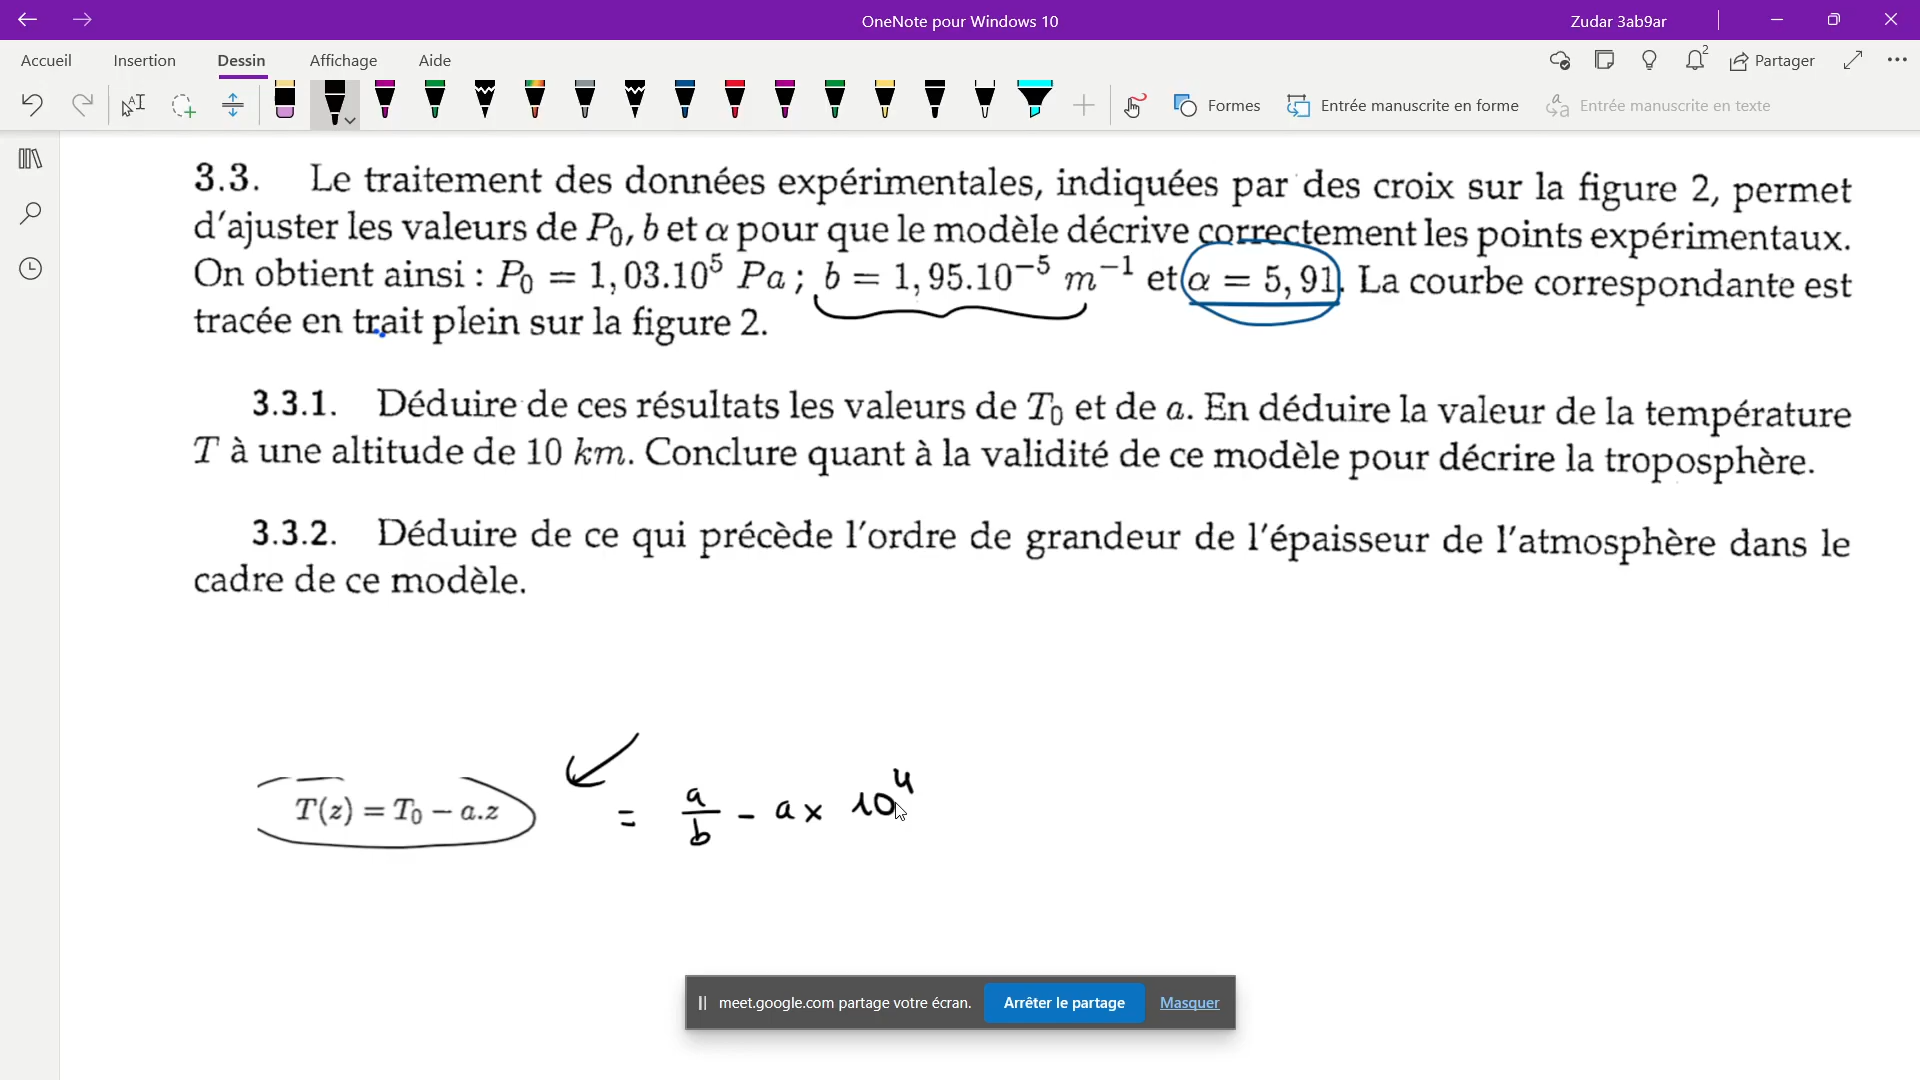 OneNote pour Windows 10
Zudar 3ab9ar
Accueil Insertion Dessin Affichage Aide
2
Partager
Formes Entrée manuscrite en forme Entrée manuscrite en texte
3.3. Le traitement des données expérimentales, indiquées par des croix sur la figure 2, permet
d'ajuster les valeurs de P₀, b et α pour que le modèle décrive correctement les points expérimentaux.
On obtient ainsi : P₀ = 1,03.10⁵ Pa ; b = 1,95.10⁻⁵ m⁻¹ et α = 5,91. La courbe correspondante est
tracée en trait plein sur la figure 2.
3.3.1. Déduire de ces résultats les valeurs de T₀ et de a. En déduire la valeur de la température
T à une altitude de 10 km. Conclure quant à la validité de ce modèle pour décrire la troposphère.
3.3.2. Déduire de ce qui précède l'ordre de grandeur de l'épaisseur de l'atmosphère dans le
cadre de ce modèle.
T(z) = T₀ − a.z = a/b − a × 10⁴
meet.google.com partage votre écran. Arrêter le partage Masquer